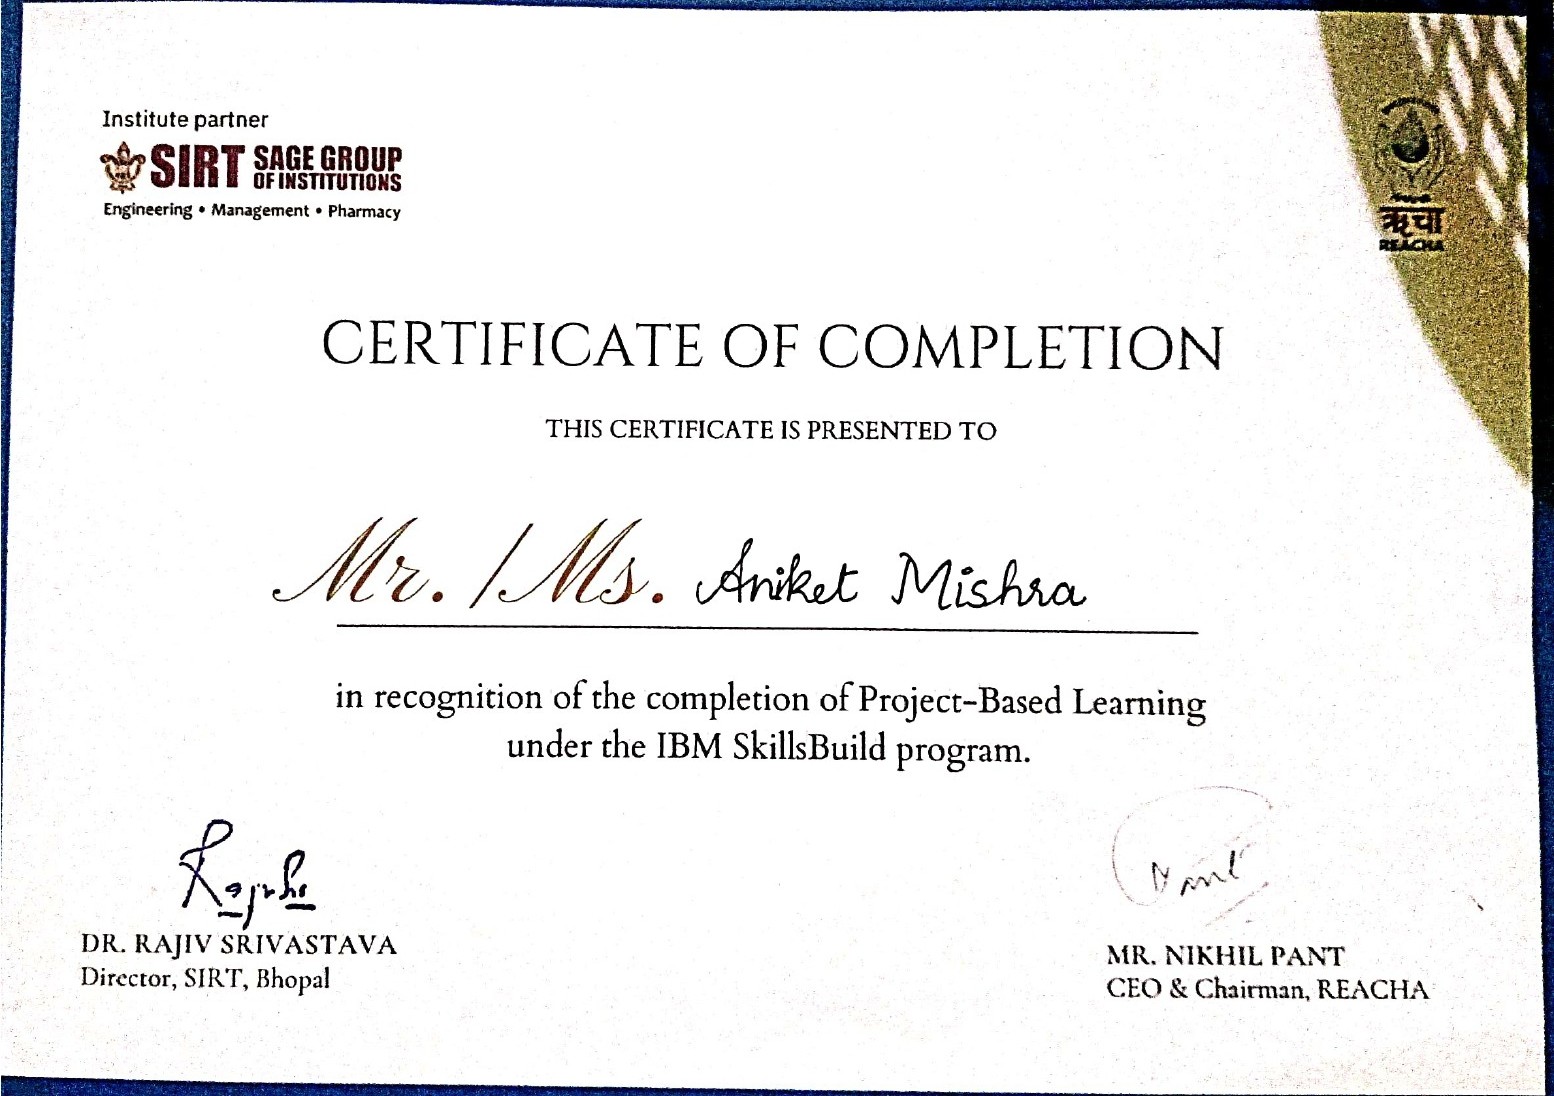 Institute partner
SIRT SAGE GROUP
OF INSTITUTIONS
Engineering • Management • Pharmacy
ऋचा
REACHA
CERTIFICATE OF COMPLETION
THIS CERTIFICATE IS PRESENTED TO
Mr. / Ms. Aniket Mishra
in recognition of the completion of Project-Based Learning
under the IBM SkillsBuild program.
DR. RAJIV SRIVASTAVA
Director, SIRT, Bhopal
Pant
MR. NIKHIL PANT
CEO & Chairman, REACHA